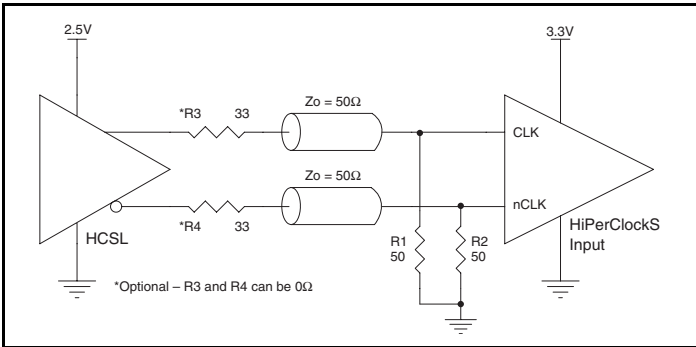 2.5V
3.3V
*R3 33
Zo = 50Ω
CLK
Zo = 50Ω
nCLK
*R4 33
HCSL
R1
50
R2
50
HiPerClockS
Input
*Optional – R3 and R4 can be 0Ω